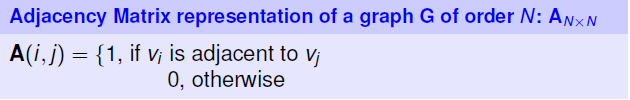 Adjacency Matrix representation of a graph G of order N: A_{N×N}
A(i,j) = {1, if v_i is adjacent to v_j
0, otherwise